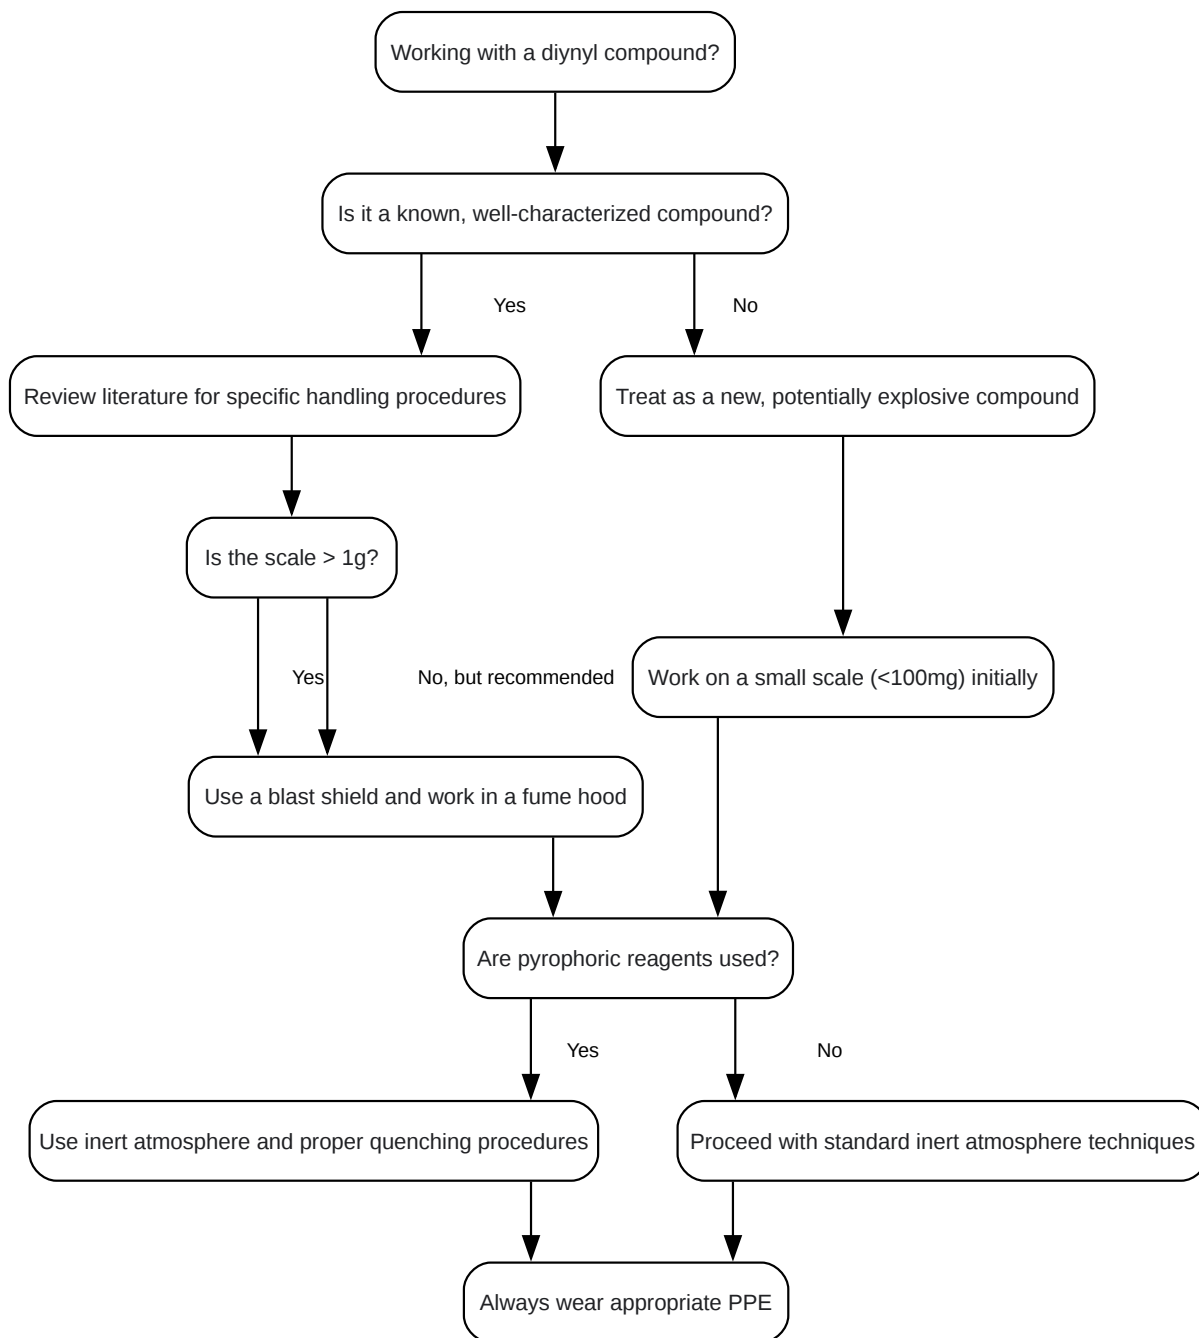 Working with a diynyl compound?
Is it a known, well-characterized compound?
Yes
No
Review literature for specific handling procedures
Treat as a new, potentially explosive compound
Is the scale > 1g?
Yes
No, but recommended
Work on a small scale (<100mg) initially
Use a blast shield and work in a fume hood
Are pyrophoric reagents used?
Yes
No
Use inert atmosphere and proper quenching procedures
Proceed with standard inert atmosphere techniques
Always wear appropriate PPE